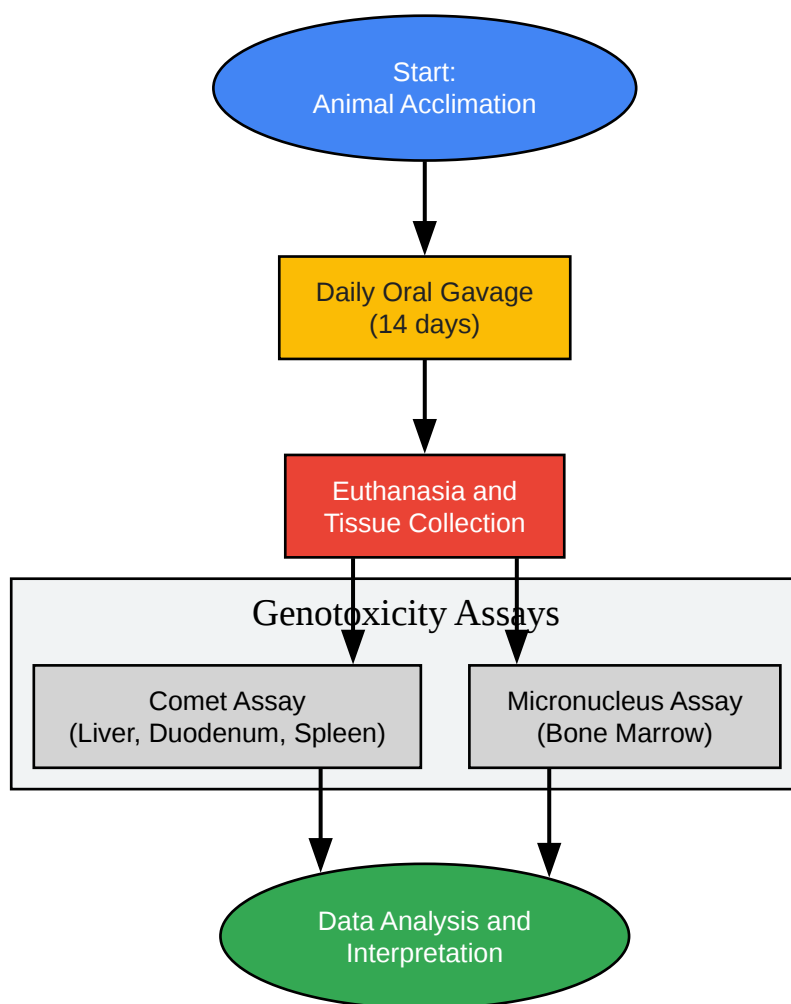 Start:
Animal Acclimation
Daily Oral Gavage
(14 days)
Euthanasia and
Tissue Collection
Genotoxicity Assays
Comet Assay
(Liver, Duodenum, Spleen)
Micronucleus Assay
(Bone Marrow)
Data Analysis and
Interpretation